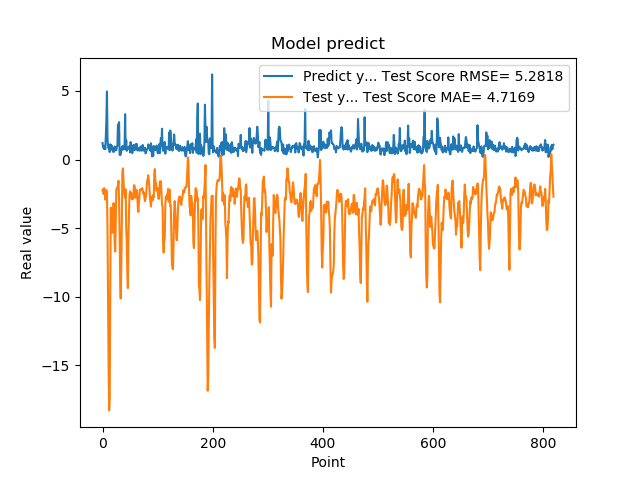 Model predict
Predict y... Test Score RMSE= 5.2818
Test y... Test Score MAE= 4.7169
Real value
5
0
−5
−10
−15
0 200 400 600 800
Point